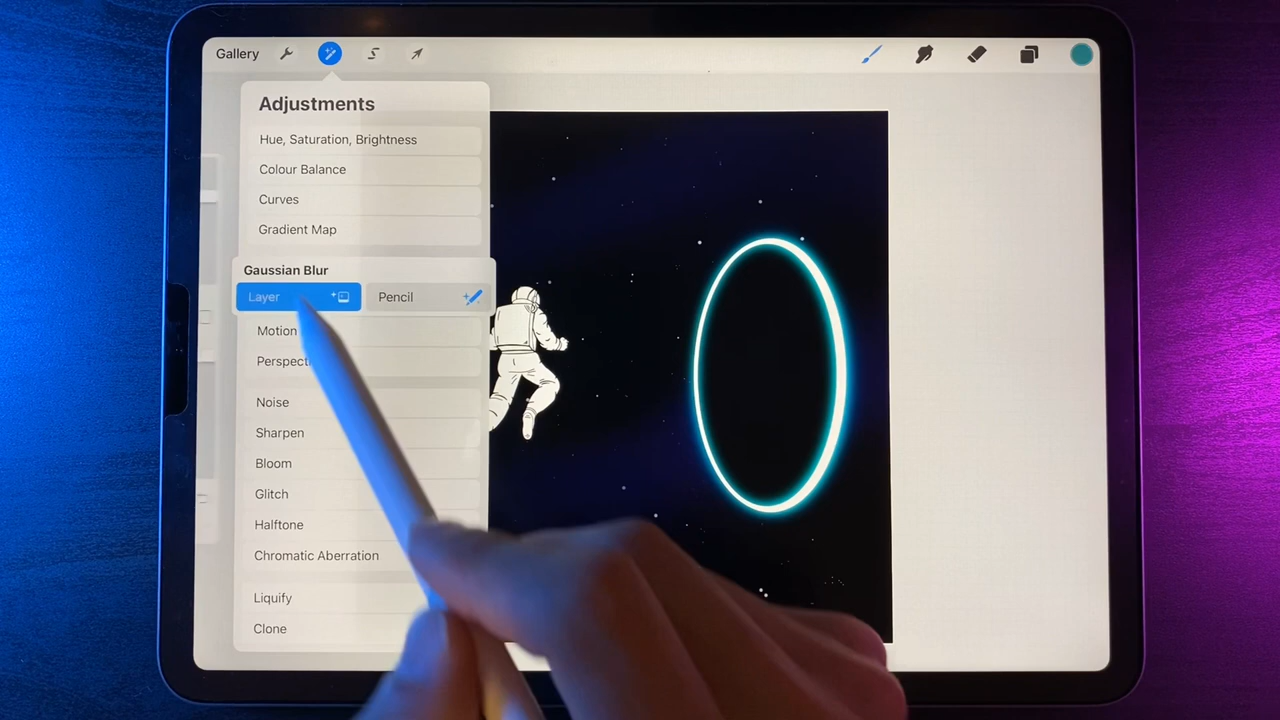 Gallery
Adjustments
Hue, Saturation, Brightness
Colour Balance
Curves
Gradient Map
Gaussian Blur
Layer
Pencil
Motion
Noise
Sharpen
Bloom
Glitch
Halftone
Chromatic Aberration
Liquify
Clone